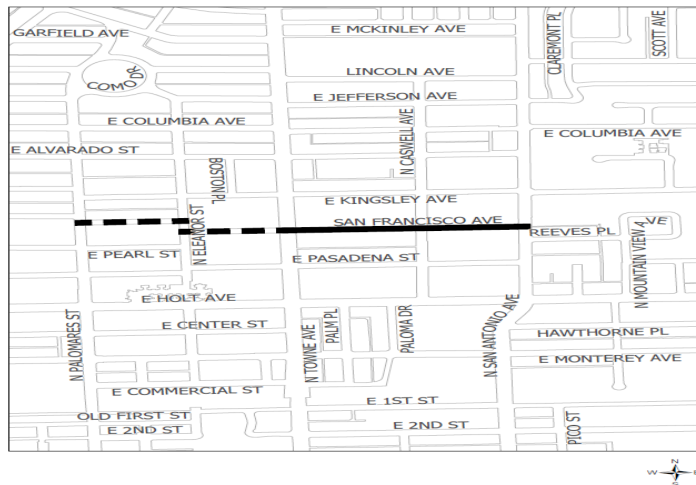 GARFIELD AVE
E MCKINLEY AVE
CLAREMONT PL
SCOTT AVE
LINCOLN AVE
COMO DR
E JEFFERSON AVE
E COLUMBIA AVE
N CASWELL AVE
E COLUMBIA AVE
E ALVARADO ST
BOSTON PL
E KINGSLEY AVE
SAN FRANCISCO AVE
N ELEANOR ST
REEVES PL
N MOUNTAIN VIEW AVE
E PEARL ST
E PASADENA ST
E HOLT AVE
N PALOMARES ST
E CENTER ST
N TOWNE AVE
PALM PL
PALOMA DR
N SAN ANTONIO AVE
HAWTHORNE PL
E MONTEREY AVE
E COMMERCIAL ST
E 1ST ST
OLD FIRST ST
E 2ND ST
E 2ND ST
PICO ST
N
W E
S